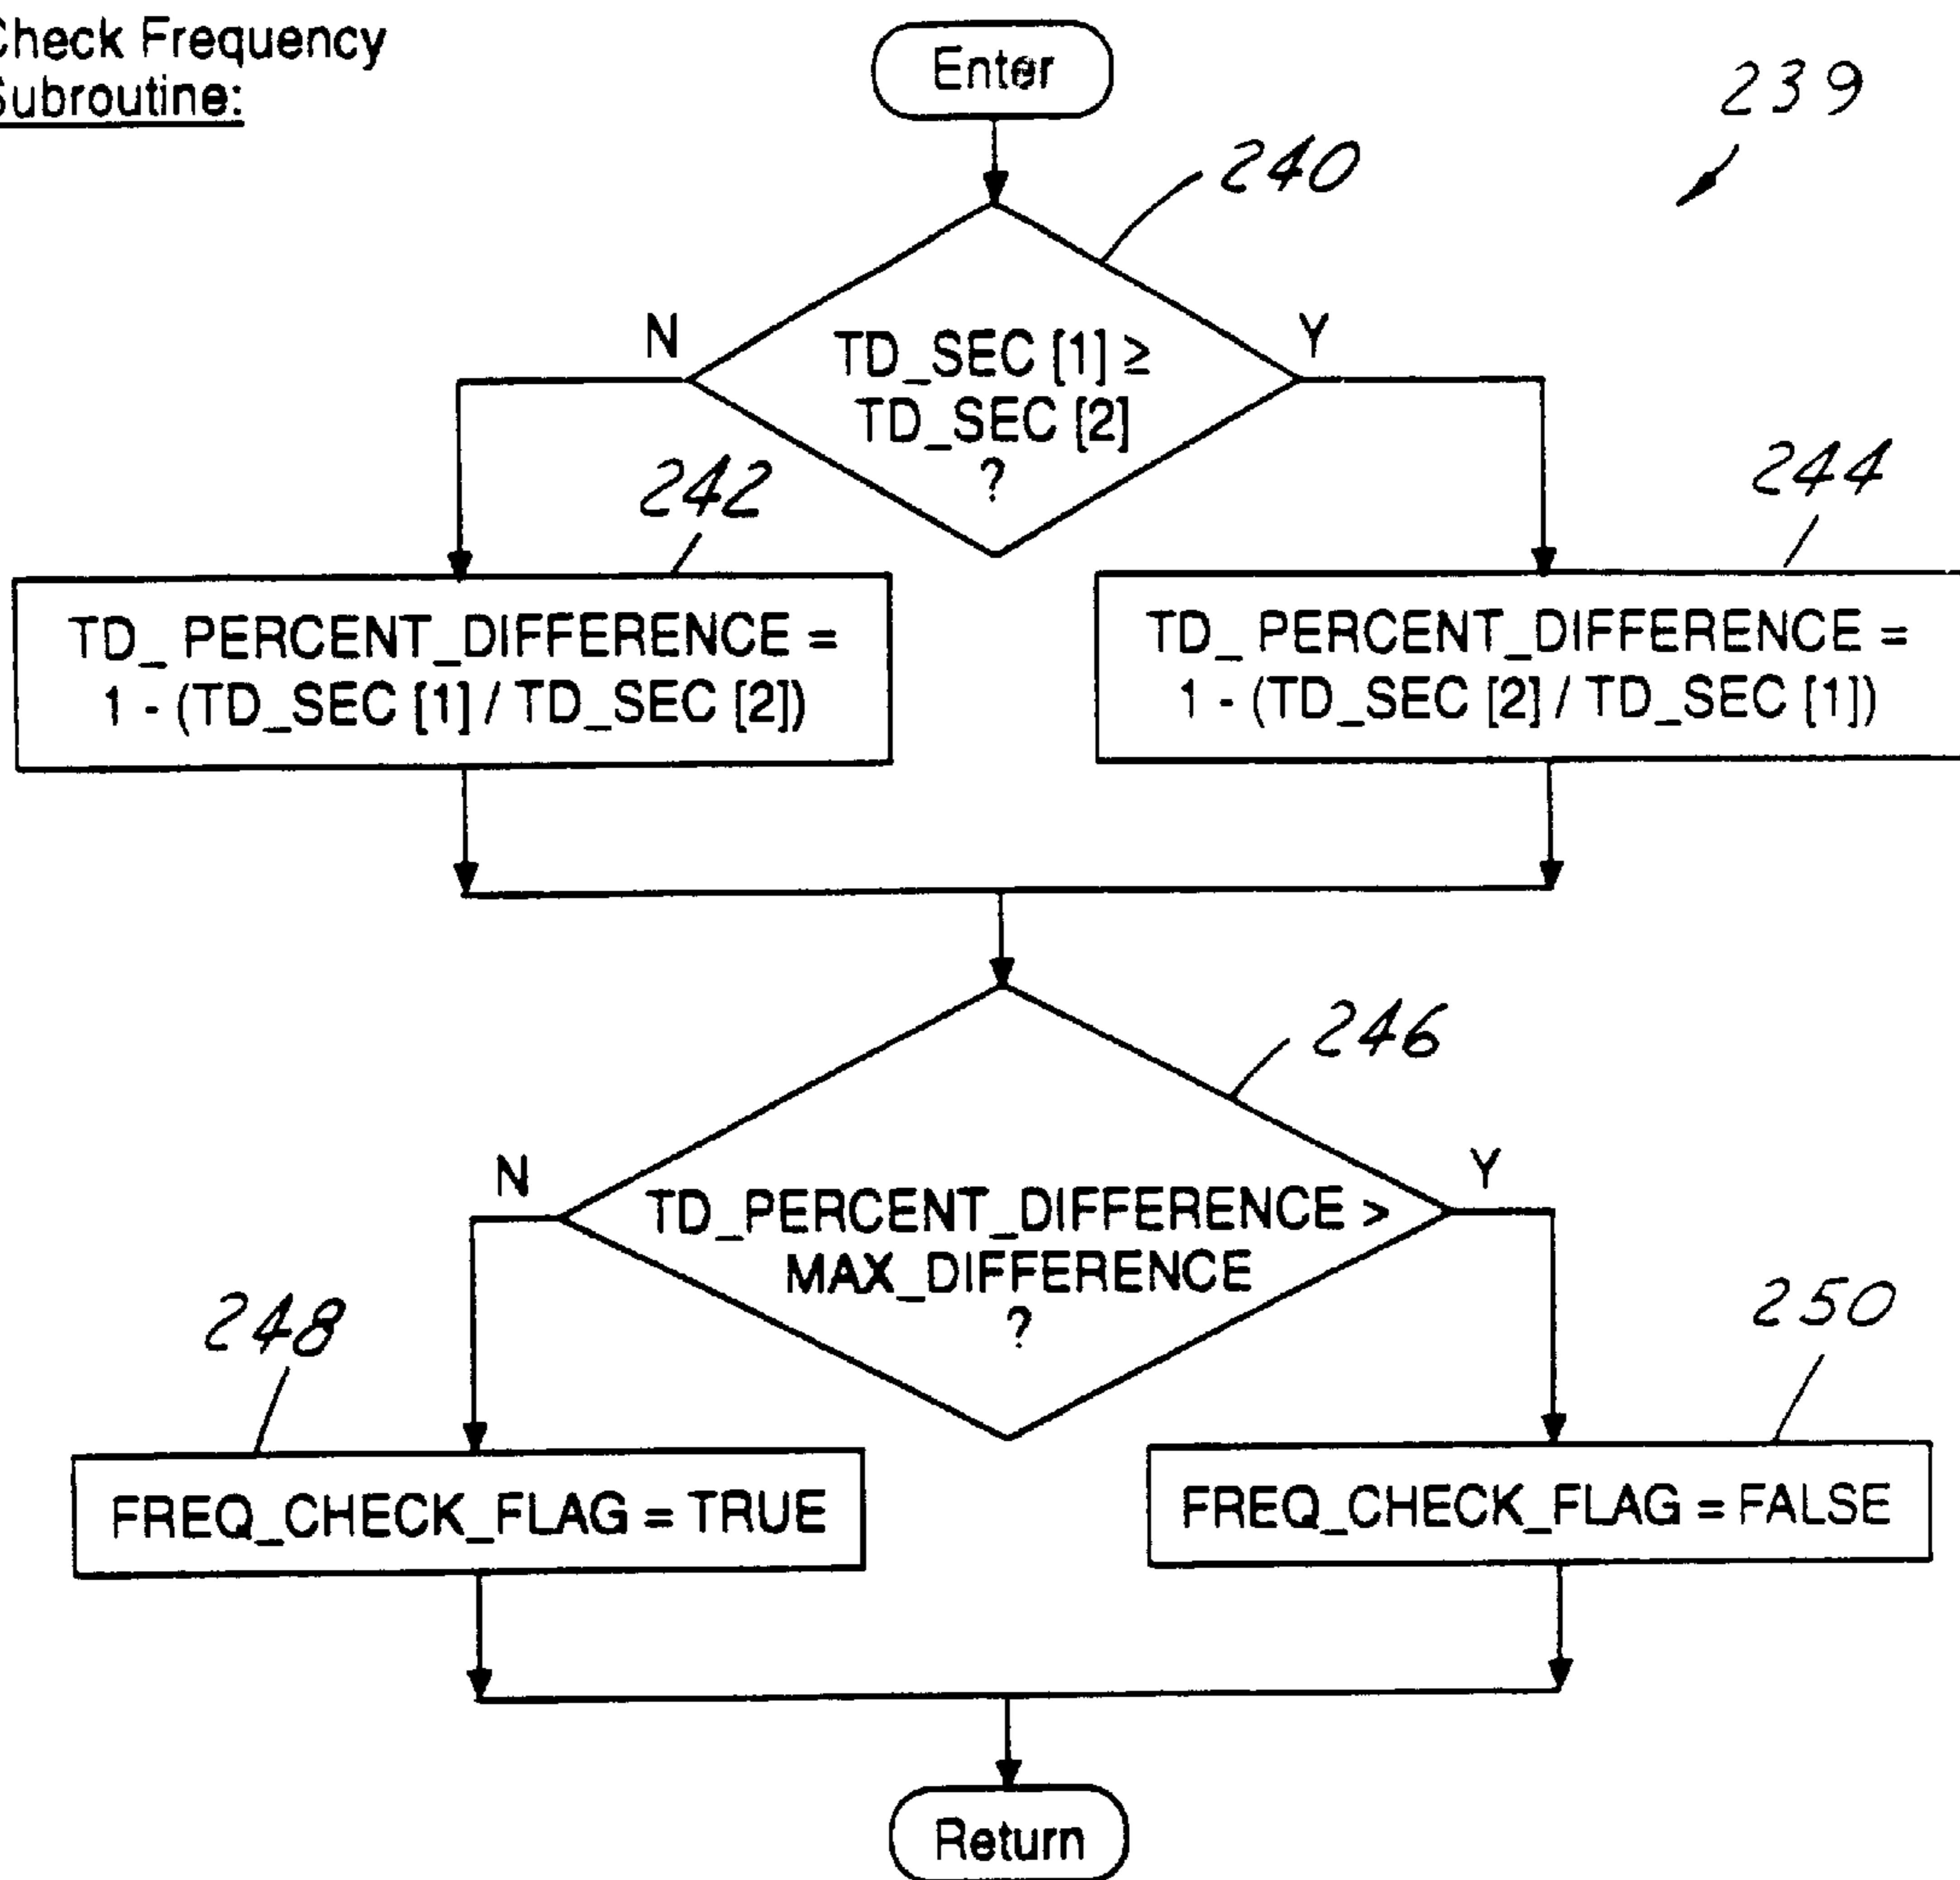 Check Frequency
Subroutine:
Enter
239
240
N
Y
TD_SEC [1] ≥
TD_SEC [2]
?
242
244
TD_ PERCENT_DIFFERENCE =
1 - (TD_SEC [1] / TD_SEC [2])
TD_ PERCENT_DIFFERENCE =
1 - (TD_SEC [2] / TD_SEC [1])
246
N
Y
TD_PERCENT_DIFFERENCE >
MAX_DIFFERENCE
?
248
250
FREQ_CHECK_FLAG = TRUE
FREQ_CHECK_FLAG = FALSE
Return